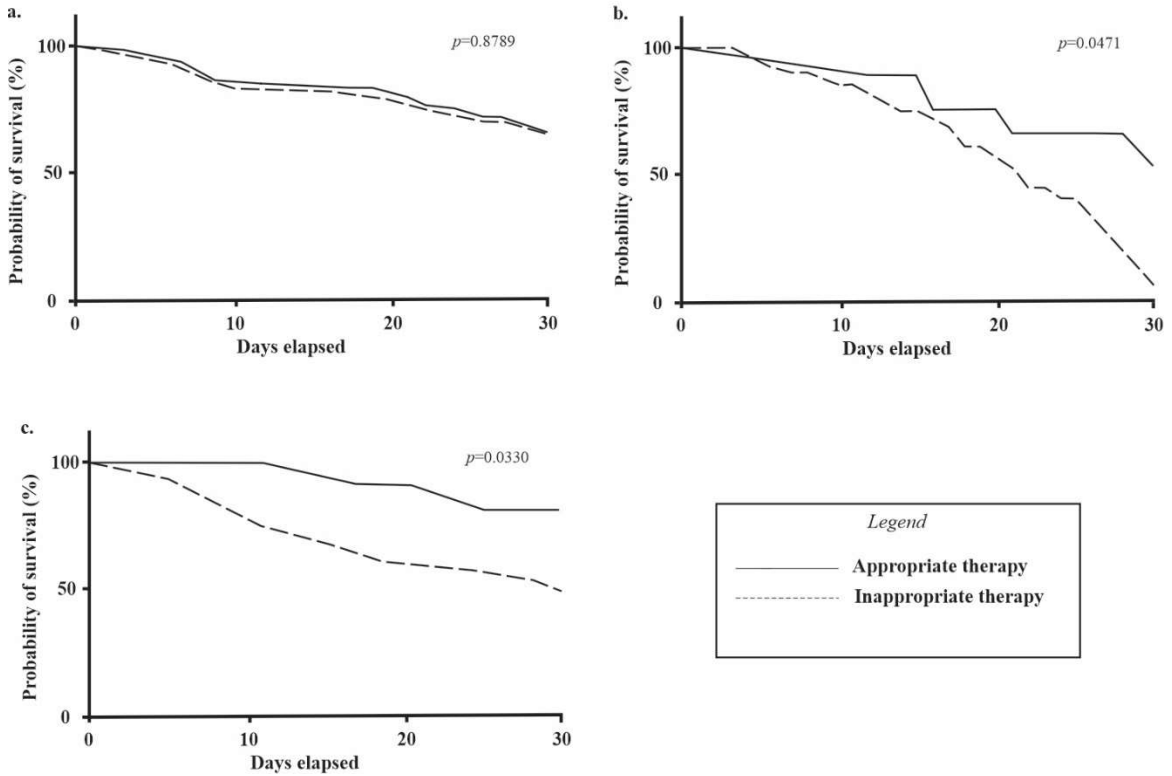 a.
p=0.8789
Probability of survival (%)
100
50
0
0 10 20 30
Days elapsed
b.
p=0.0471
Probability of survival (%)
100
50
0
0 10 20 30
Days elapsed
c.
p=0.0330
Probability of survival (%)
100
50
0
0 10 20 30
Days elapsed
Legend
Appropriate therapy
Inappropriate therapy